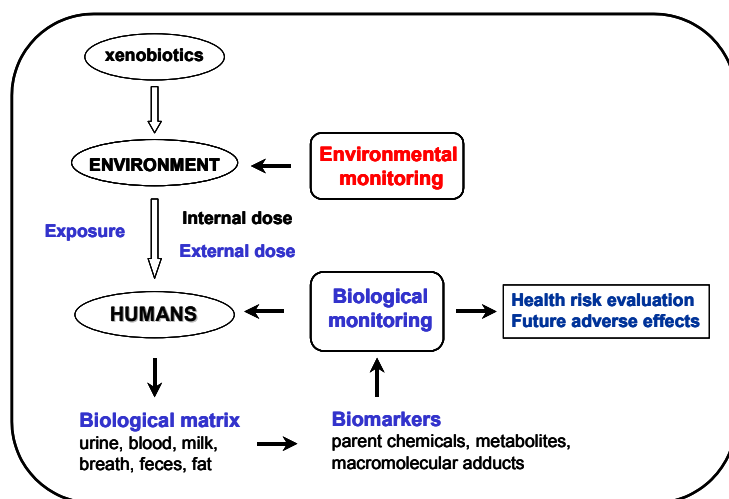 xenobiotics
ENVIRONMENT
Environmental
monitoring
Exposure
Internal dose
External dose
HUMANS
Biological
monitoring
Health risk evaluation
Future adverse effects
Biological matrix
urine, blood, milk,
breath, feces, fat
Biomarkers
parent chemicals, metabolites,
macromolecular adducts